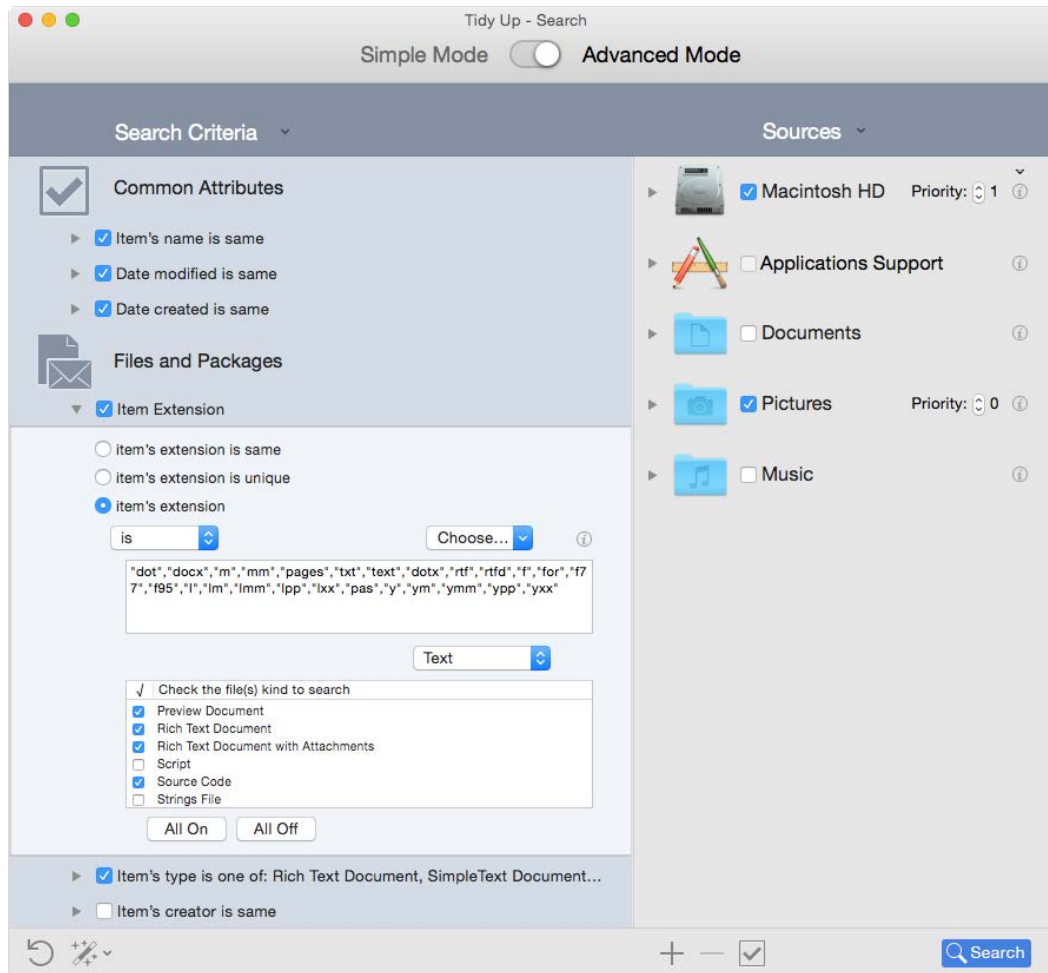 Tidy Up - Search
Simple Mode Advanced Mode
Search Criteria
Sources
Common Attributes
Item's name is same
Date modified is same
Date created is same
Files and Packages
Item Extension
item's extension is same
item's extension is unique
item's extension
is
Choose...
"dot","docx","m","mm","pages","txt","text","dotx","rtf","rtfd","f","for","f7
7","f95","l","lm","lmm","lpp","lxx","pas","y","ym","ymm","ypp","yxx"
Text
√ Check the file(s) kind to search
Preview Document
Rich Text Document
Rich Text Document with Attachments
Script
Source Code
Strings File
All On All Off
Item's type is one of: Rich Text Document, SimpleText Document...
Item's creator is same
Macintosh HD Priority: 1
Applications Support
Documents
Pictures Priority: 0
Music
Search